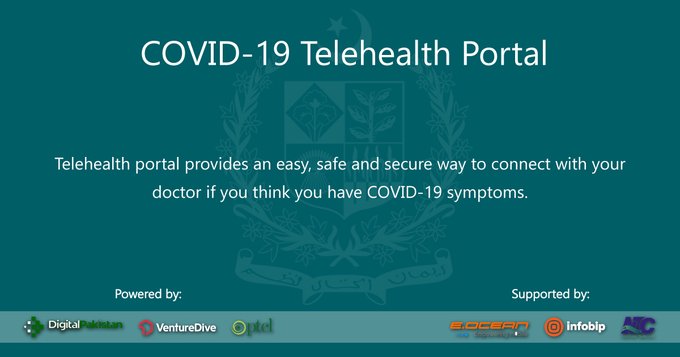 COVID-19 Telehealth Portal
Telehealth portal provides an easy, safe and secure way to connect with your
doctor if you think you have COVID-19 symptoms.
Powered by:
Supported by:
DigitalPakistan
VentureDive
ptel
E.OCEAN
infobip
NIC